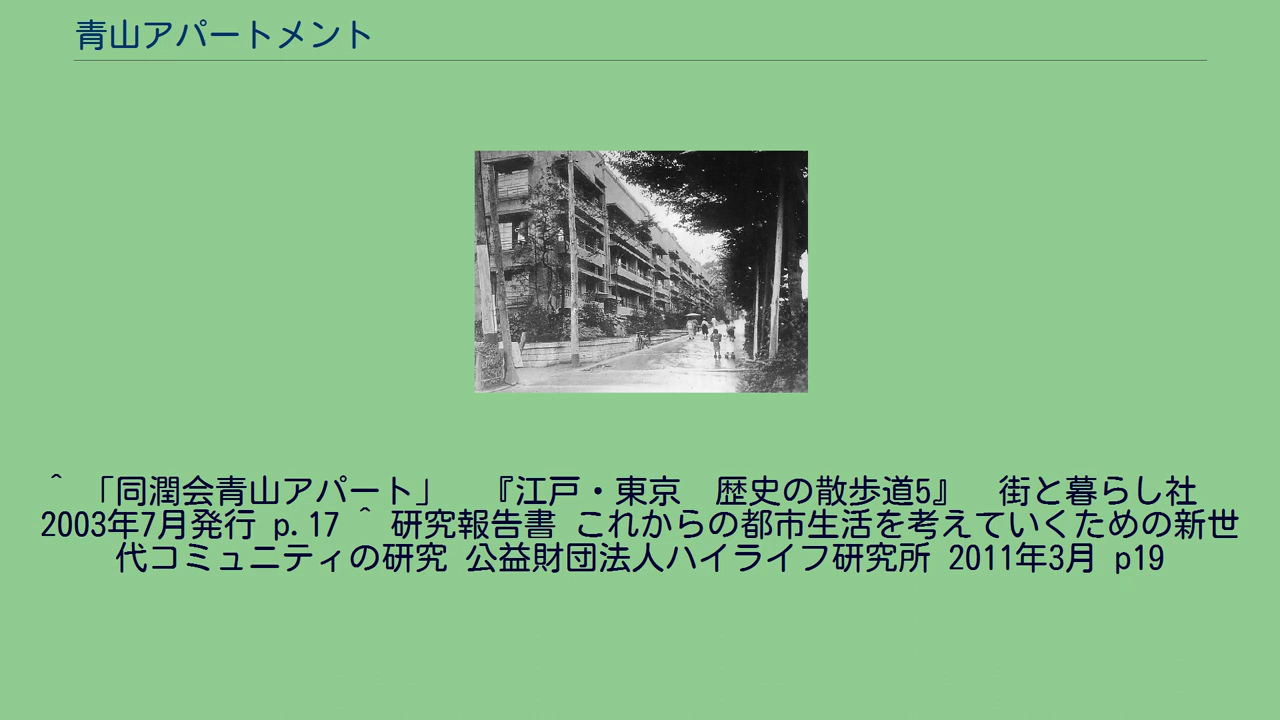 青山アパートメント
^ 「同潤会青山アパート」　『江戸・東京　歴史の散歩道5』　街と暮らし社
2003年7月発行 p.17 ^ 研究報告書 これからの都市生活を考えていくための新世
代コミュニティの研究 公益財団法人ハイライフ研究所 2011年3月 p19